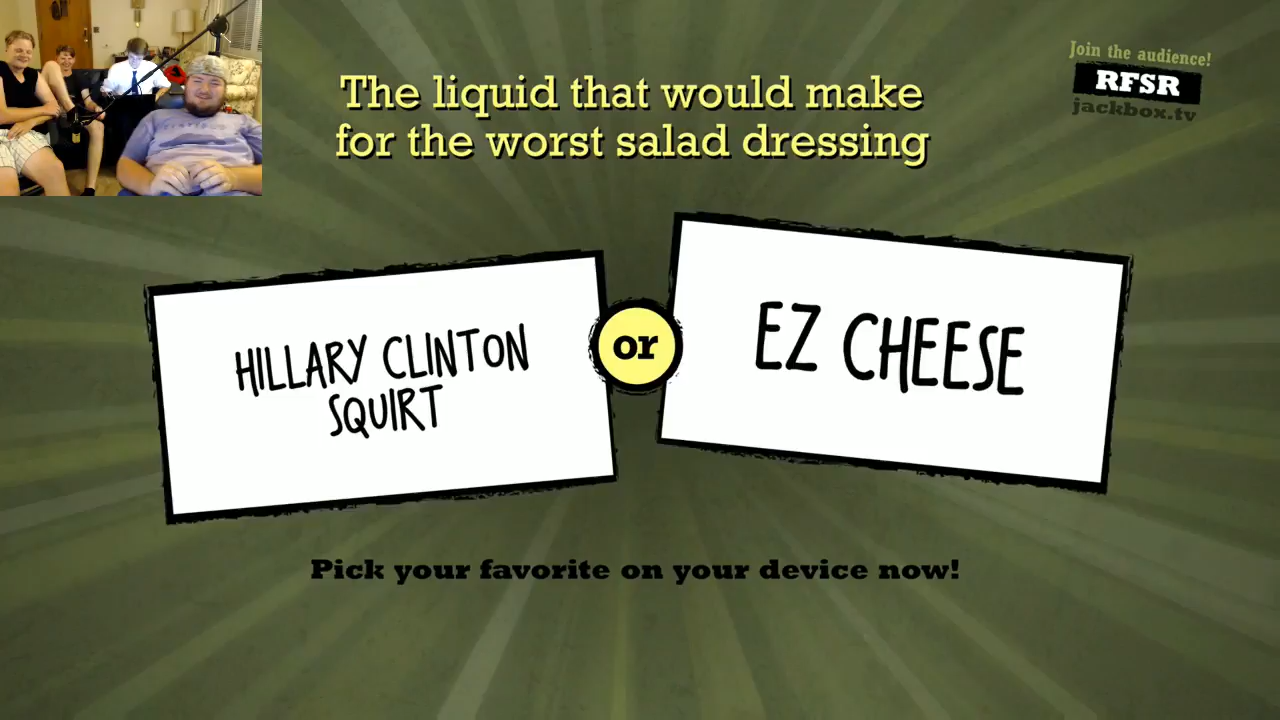 Join the audience!
RFSR
jackbox.tv
The liquid that would make
for the worst salad dressing
HILLARY CLINTON
SQUIRT
or
EZ CHEESE
Pick your favorite on your device now!